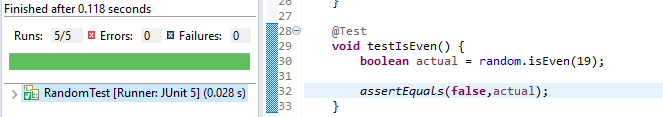 Finished after 0.118 seconds
Runs: 5/5 Errors: 0 Failures: 0
RandomTest [Runner: JUnit 5] (0.028 s)
26 }
27
28 @Test
29 void testIsEven() {
30 boolean actual = random.isEven(19);
31
32 assertEquals(false,actual);
33 }